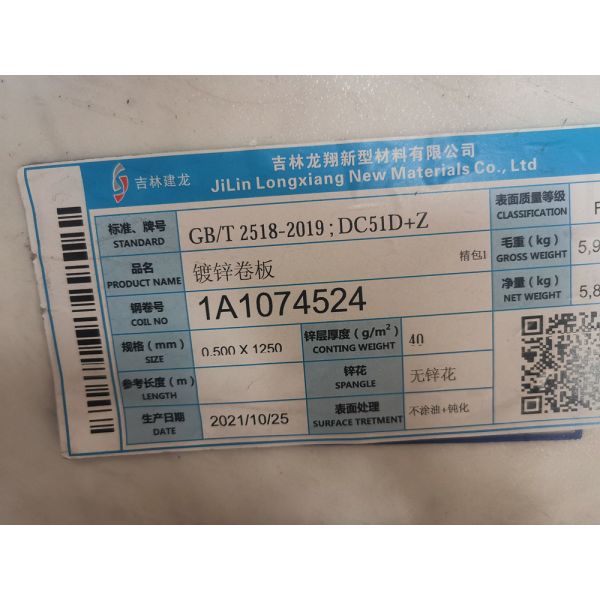 吉林建龙
吉林龙翔新型材料有限公司
JiLin Longxiang New Materials Co., Ltd
标准、牌号
STANDARD
GB/T 2518-2019 ; DC51D+Z
表面质量等级
CLASSIFICATION
F
品名
PRODUCT NAME
镀锌卷板
精包1
毛重(kg)
GROSS WEIGHT
5,9
钢卷号
COIL NO
1A1074524
净重(kg)
NET WEIGHT
5,8
规格(mm)
SIZE
0.500 X 1250
锌层厚度(g/m²)
CONTING WEIGHT
40
参考长度(m)
LENGTH
锌花
SPANGLE
无锌花
生产日期
DATE
2021/10/25
表面处理
SURFACE TRETMENT
不涂油+钝化